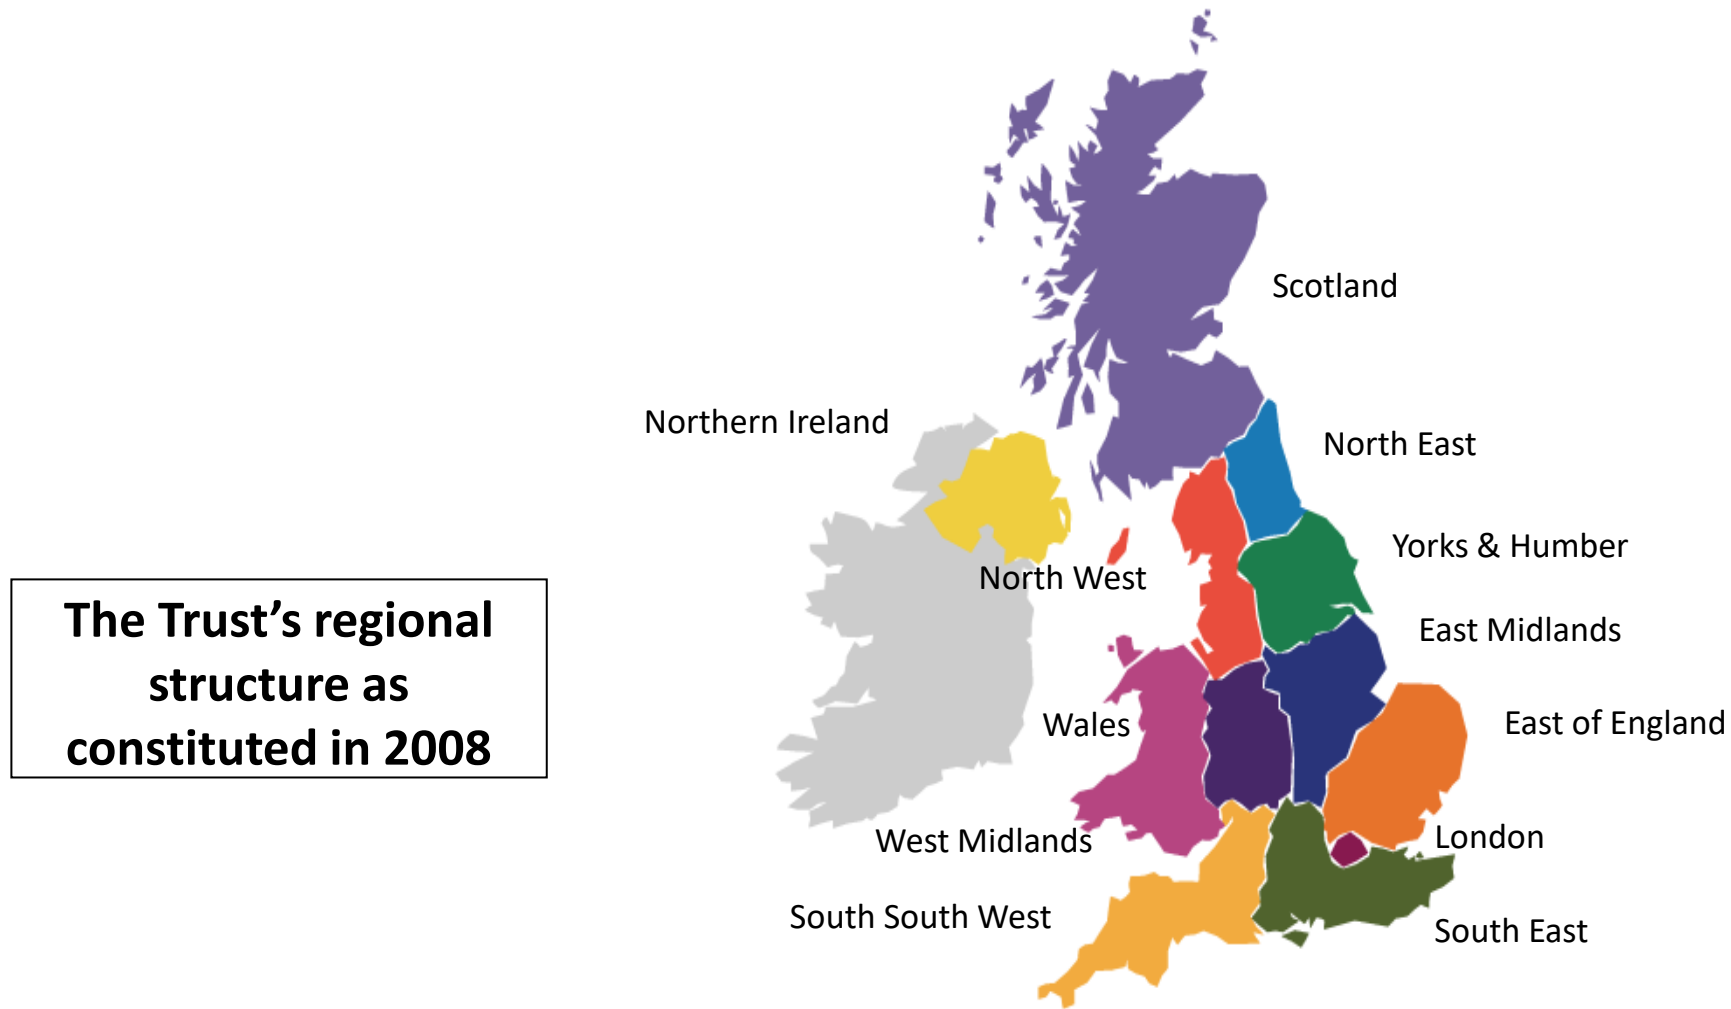 Scotland
Northern Ireland
North East
Yorks & Humber
North West
East Midlands
The Trust’s regional
structure as
constituted in 2008
Wales
East of England
West Midlands
London
South South West
South East